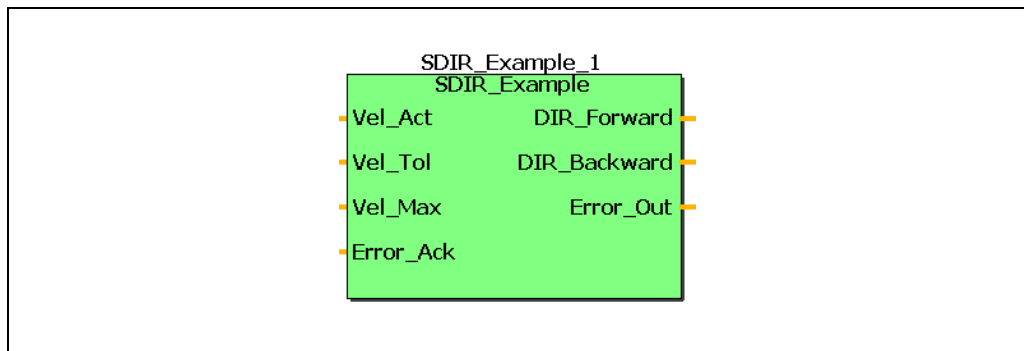 SDIR_Example_1
SDIR_Example
Vel_Act DIR_Forward
Vel_Tol DIR_Backward
Vel_Max Error_Out
Error_Ack